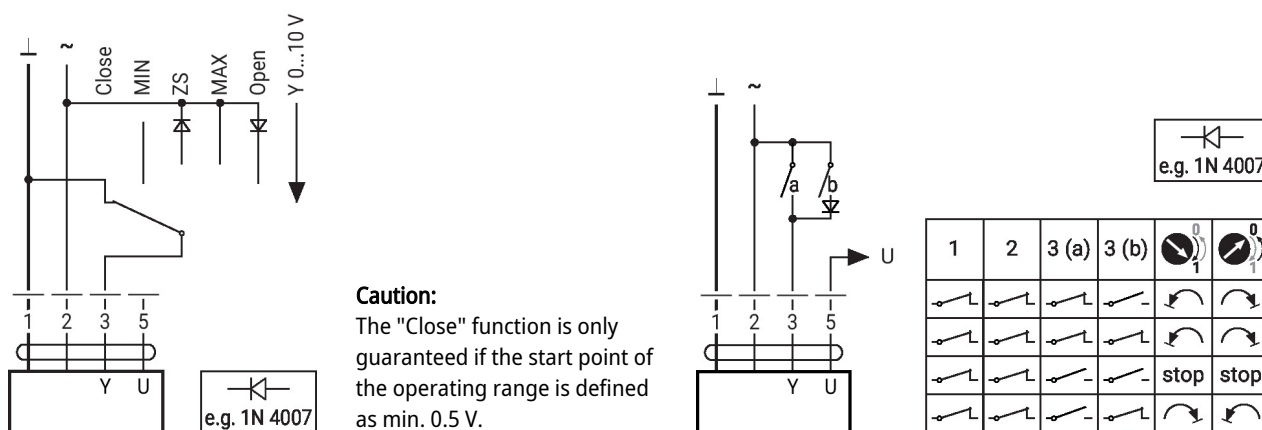 ⊥ ~ Close MIN ZS MAX Open Y 0...10 V
1 2 3 5
Y U
e.g. 1N 4007
Caution:
The "Close" function is only
guaranteed if the start point of
the operating range is defined
as min. 0.5 V.
⊥ ~
a b
U
1 2 3 5
Y U
e.g. 1N 4007
1 2 3 (a) 3 (b) 0 1 0 1
stop stop